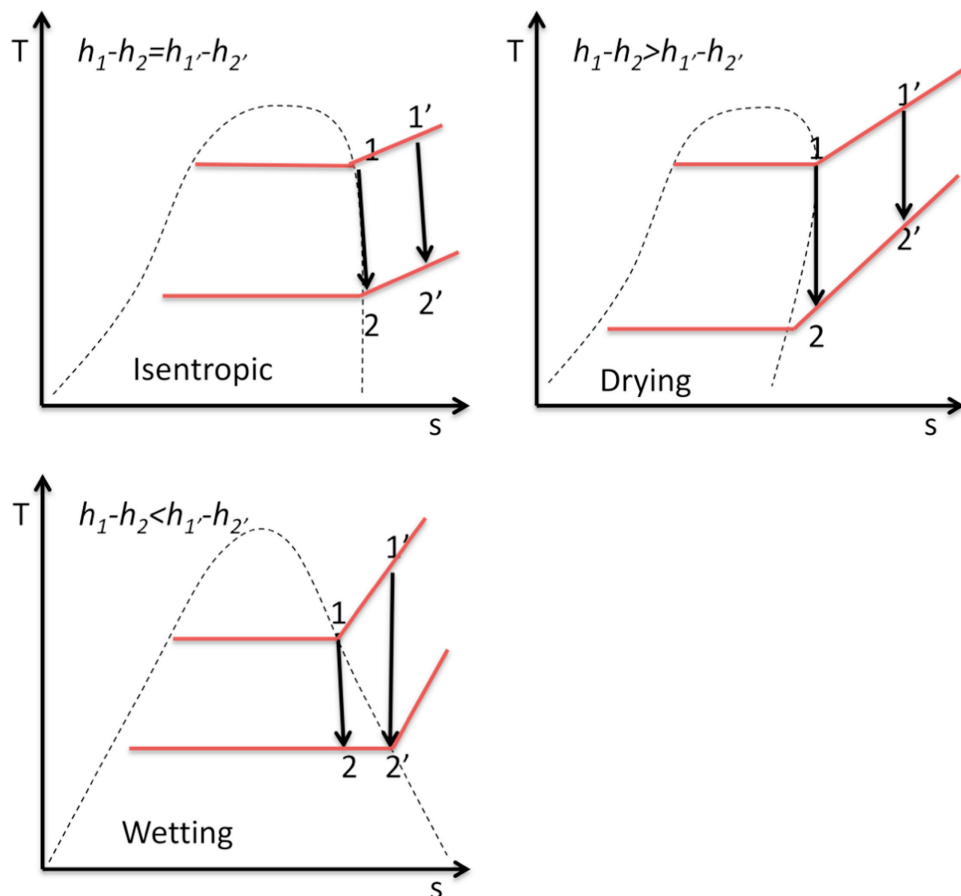 T
h₁-h₂=h₁'-h₂'
1
1'
2
2'
Isentropic
s
T
h₁-h₂>h₁'-h₂'
1
1'
2
2'
Drying
s
T
h₁-h₂<h₁'-h₂'
1
1'
2
2'
Wetting
s